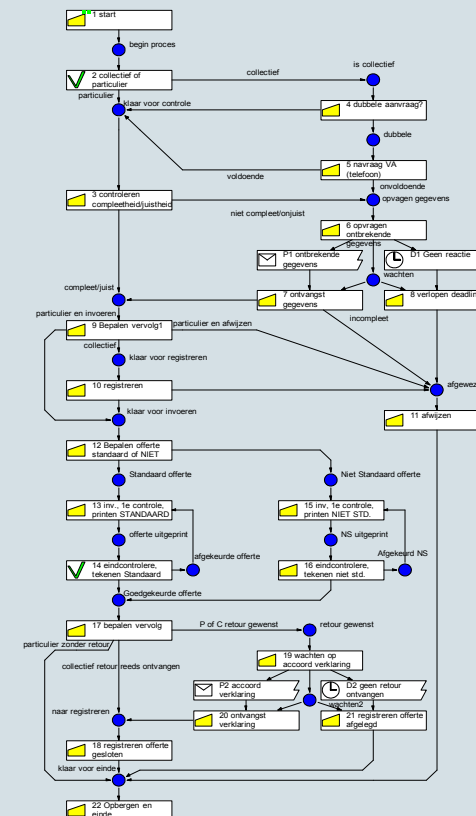 1 start
begin proces
is collectief
2 collectief of
particulier
collectief
particulier
klaar voor controle
4 dubbele aanvraag?
dubbele
5 navraag VA
(telefoon)
voldoende
onvoldoende
3 controleren
compleetheid/juistheid
opvagen gegevens
niet compleet/onjuist
6 opvragen
ontbrekende
gegevens
P1 ontbrekende
gegevens
D1 Geen reactie
wachten
compleet/juist
7 ontvangst
gegevens
8 verlopen deadlin
particulier en invoeren
incompleet
9 Bepalen vervolg1
particulier en afwijzen
collectief
klaar voor registreren
10 registreren
afgewez
klaar voor invoeren
11 afwijzen
12 Bepalen offerte
standaard of NIET
Standaard offerte
Niet Standaard offerte
13 inv., 1e controle,
printen STANDAARD
15 inv, 1e controle,
printen NIET STD.
offerte uitgeprint
NS uitgeprint
afgekeurde offerte
Afgekeurd NS
14 eindcontrolere,
tekenen Standaard
16 eindcontrolere,
tekenen niet std.
Goedgekeurde offerte
17 bepalen vervolg
P of C retour gewenst
retour gewenst
particulier zonder retour
collectief retour reeds ontvangen
19 wachten op
accoord verklaring
P2 accoord
verklaring
D2 geen retour
ontvangen
wachten2
naar registreren
20 ontvangst
verklaring
21 registreren offerte
afgelegd
18 registreren offerte
gesloten
klaar voor einde
22 Opbergen en
einde